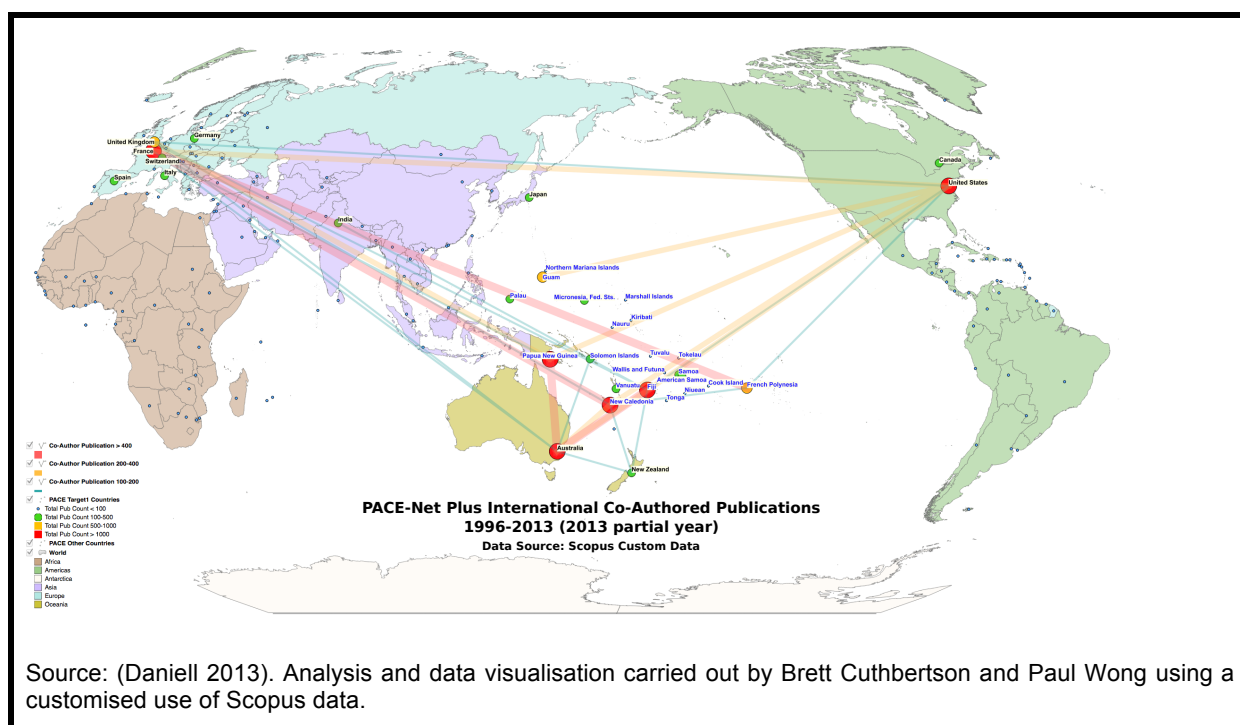 Germany
United Kingdom
France
Switzerlandie
Italy
Spain
Canada
United States
Japan
India
Northern Mariana Islands
Guam
Palau
Micronesia, Fed. Sts.
Marshall Islands
Kiribati
Nauru
Papua New Guinea
Solomon Islands
Tuvalu
Tokelau
Wallis and Futuna
Samoa
American Samoa
Vanuatu
Fiji
Cook Island
French Polynesia
Niuean
Tonga
New Caledonia
Australia
New Zealand
Co-Author Publication > 400
Co-Author Publication 200-400
Co-Author Publication 100-200
PACE Target1 Countries
Total Pub Count < 100
Total Pub Count 100-500
Total Pub Count 500-1000
Total Pub Count > 1000
PACE Other Countries
World
Africa
Americas
Antarctica
Asia
Europe
Oceania
PACE-Net Plus International Co-Authored Publications
1996-2013 (2013 partial year)
Data Source: Scopus Custom Data
Source: (Daniell 2013). Analysis and data visualisation carried out by Brett Cuthbertson and Paul Wong using a
customised use of Scopus data.